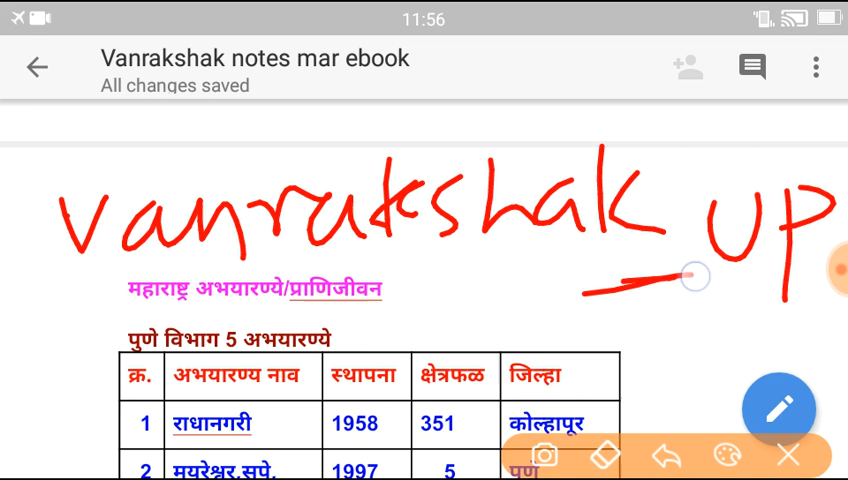 11:56
Vanrakshak notes mar ebook
All changes saved
vanrakshak up
महाराष्ट्र अभयारण्ये/प्राणिजीवन
पुणे विभाग 5 अभयारण्ये
क्र. अभयारण्य नाव स्थापना क्षेत्रफळ जिल्हा
1 राधानगरी 1958 351 कोल्हापूर
2 मयुरेश्वर,सुपे, 1997 5 पुणे